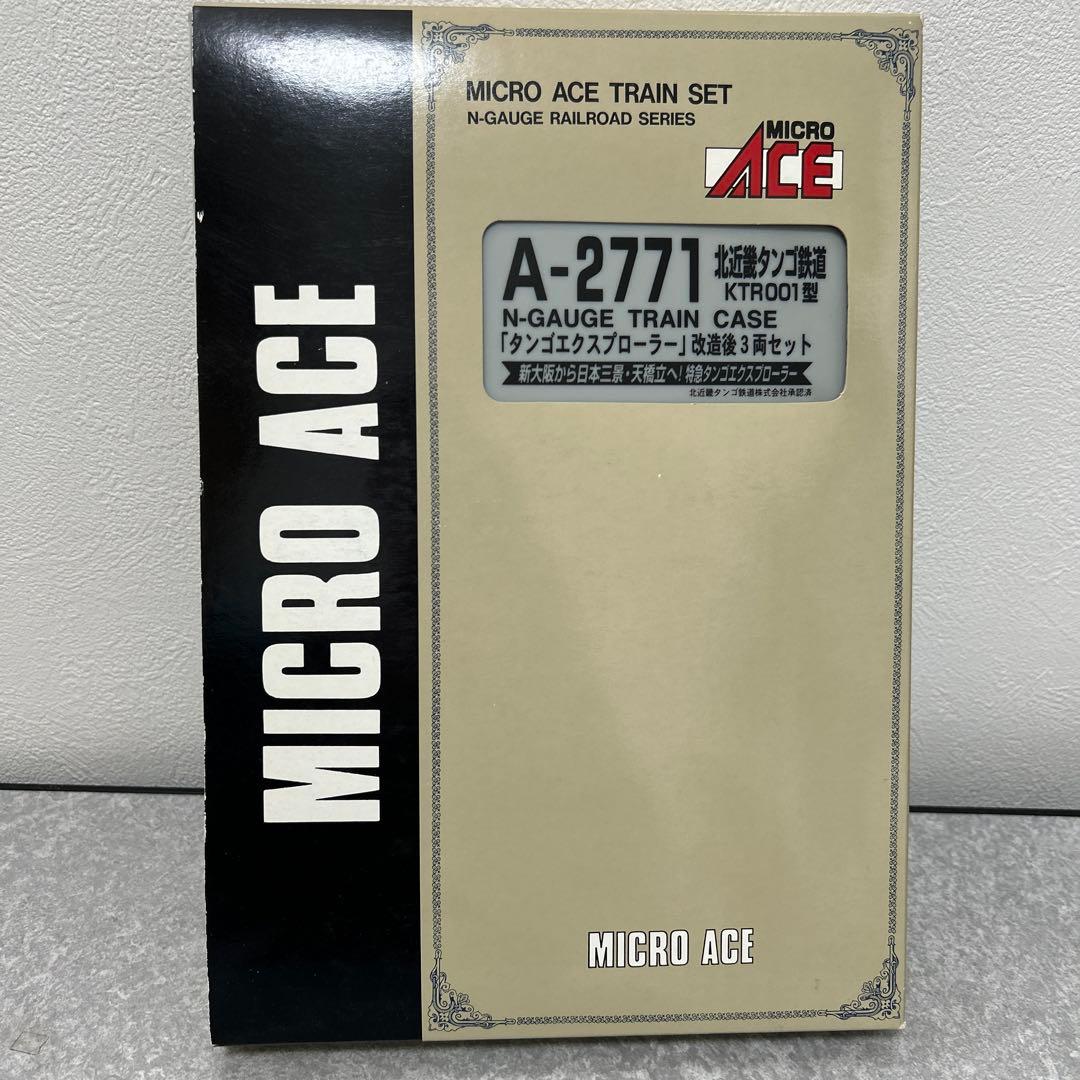 MICRO ACE
MICRO ACE TRAIN SET
N-GAUGE RAILROAD SERIES
MICRO
ACE
A-2771 北近畿タンゴ鉄道
KTR001型
N-GAUGE TRAIN CASE
「タンゴエクスプローラー」改造後3両セット
新大阪から日本三景・天橋立へ!特急タンゴエクスプローラー
北近畿タンゴ鉄道株式会社承認済
MICRO ACE